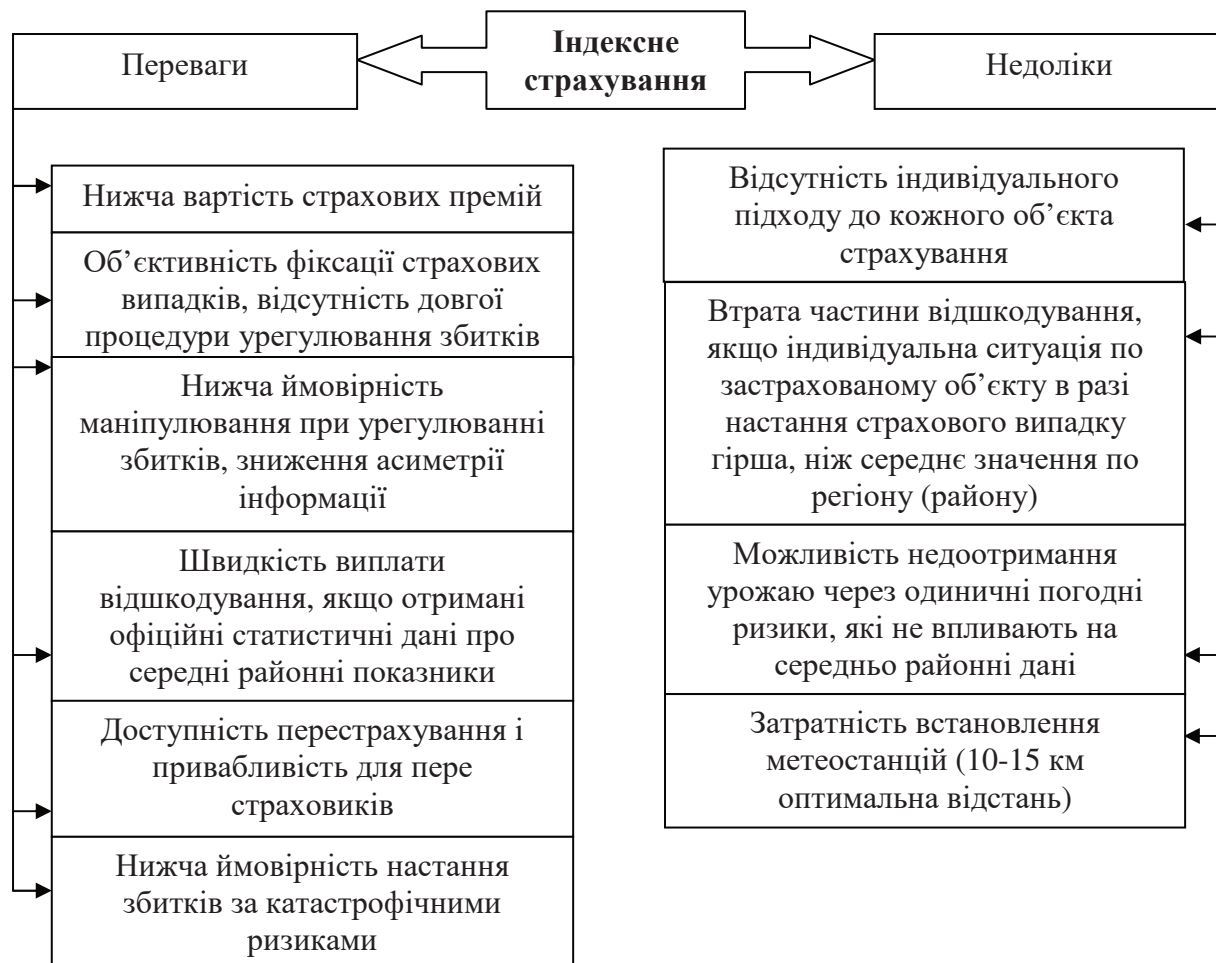 Індексне
страхування
Переваги
Недоліки
Нижча вартість страхових премій
Об’єктивність фіксації страхових
випадків, відсутність довгої
процедури урегулювання збитків
Нижча ймовірність
маніпулювання при урегулюванні
збитків, зниження асиметрії
інформації
Швидкість виплати
відшкодування, якщо отримані
офіційні статистичні дані про
середні районні показники
Доступність перестрахування і
привабливість для пере
страховиків
Нижча ймовірність настання
збитків за катастрофічними
ризиками
Відсутність індивідуального
підходу до кожного об’єкта
страхування
Втрата частини відшкодування,
якщо індивідуальна ситуація по
застрахованому об’єкту в разі
настання страхового випадку
гірша, ніж середнє значення по
регіону (району)
Можливість недоотримання
урожаю через одиничні погодні
ризики, які не впливають на
середньо районні дані
Затратність встановлення
метеостанцій (10-15 км
оптимальна відстань)